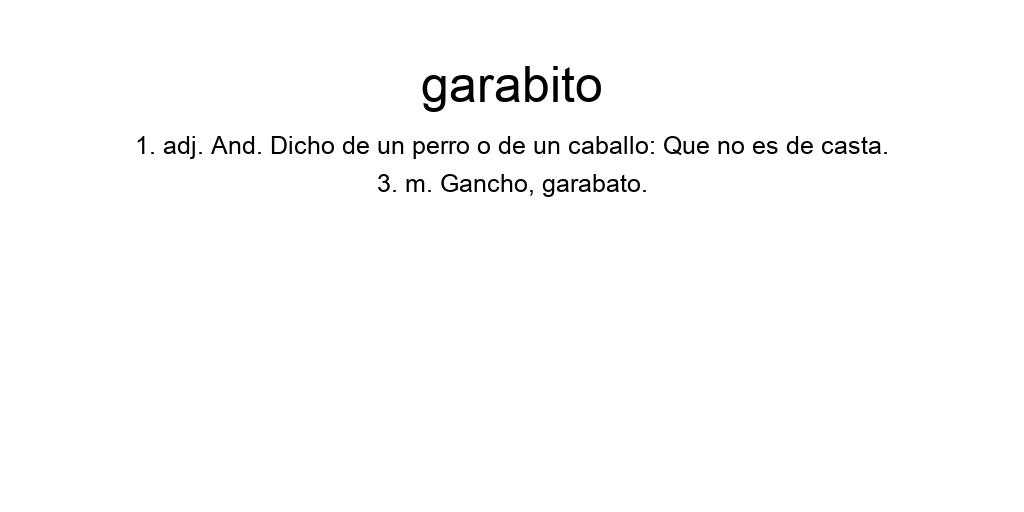 garabito
1. adj. And. Dicho de un perro o de un caballo: Que no es de casta.
3. m. Gancho, garabato.